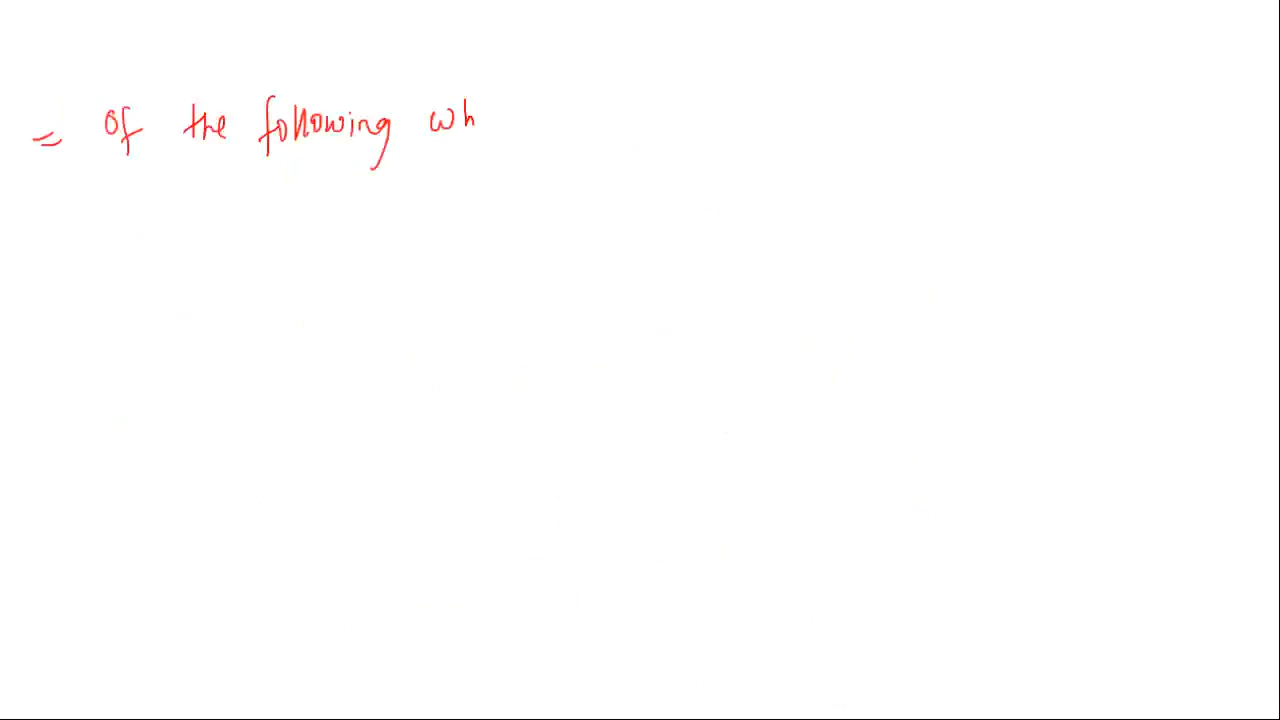 = Of the following wh